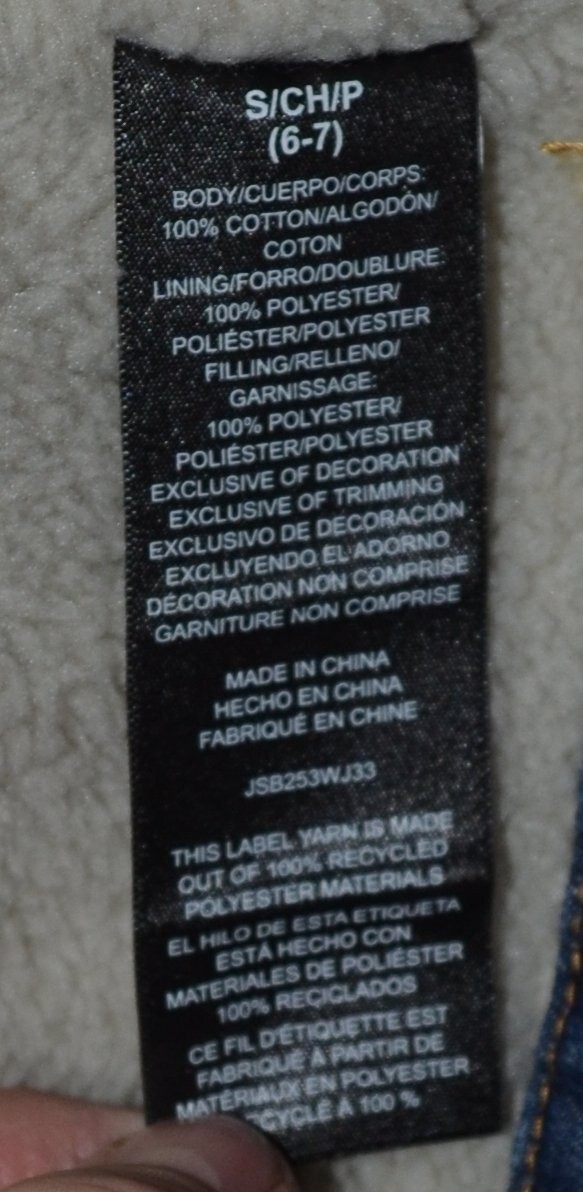 S/CH/P
(6-7)
BODY/CUERPO/CORPS:
100% COTTON/ALGODÓN/
COTON
LINING/FORRO/DOUBLURE:
100% POLYESTER/
POLIÉSTER/POLYESTER
FILLING/RELLENO/
GARNISSAGE:
100% POLYESTER/
POLIÉSTER/POLYESTER
EXCLUSIVE OF DECORATION
EXCLUSIVE OF TRIMMING
EXCLUSIVO DE DECORACIÓN
EXCLUYENDO EL ADORNO
DÉCORATION NON COMPRISE
GARNITURE NON COMPRISE
MADE IN CHINA
HECHO EN CHINA
FABRIQUÉ EN CHINE
JSB253WJ33
THIS LABEL YARN IS MADE
OUT OF 100% RECYCLED
POLYESTER MATERIALS
EL HILO DE ESTA ETIQUETA
ESTÁ HECHO CON
MATERIALES DE POLIÉSTER
100% RECICLADOS
CE FIL D'ÉTIQUETTE EST
FABRIQUÉ À PARTIR DE
MATÉRIAUX EN POLYESTER
CYCLÉ À 100 %